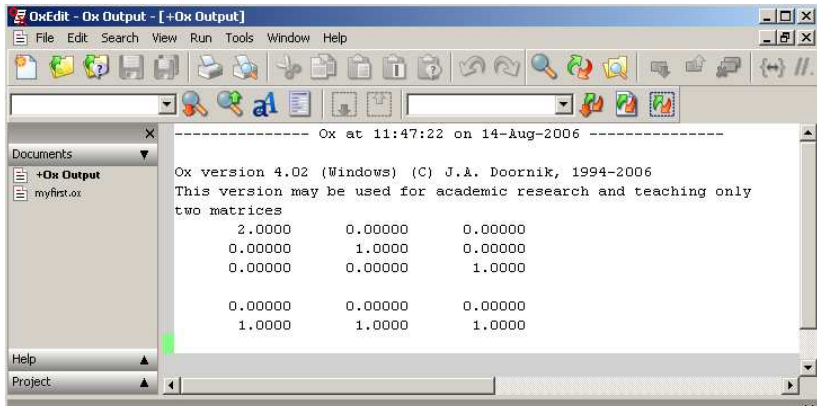 OxEdit - Ox Output - [+Ox Output]
File Edit Search View Run Tools Window Help
{↔} //.
a1
Documents
+Ox Output
myfirst.ox
Help
Project
--------------- Ox at 11:47:22 on 14-Aug-2006 ---------------
Ox version 4.02 (Windows) (C) J.A. Doornik, 1994-2006
This version may be used for academic research and teaching only
two matrices
2.0000 0.00000 0.00000
0.00000 1.0000 0.00000
0.00000 0.00000 1.0000
0.00000 0.00000 0.00000
1.0000 1.0000 1.0000